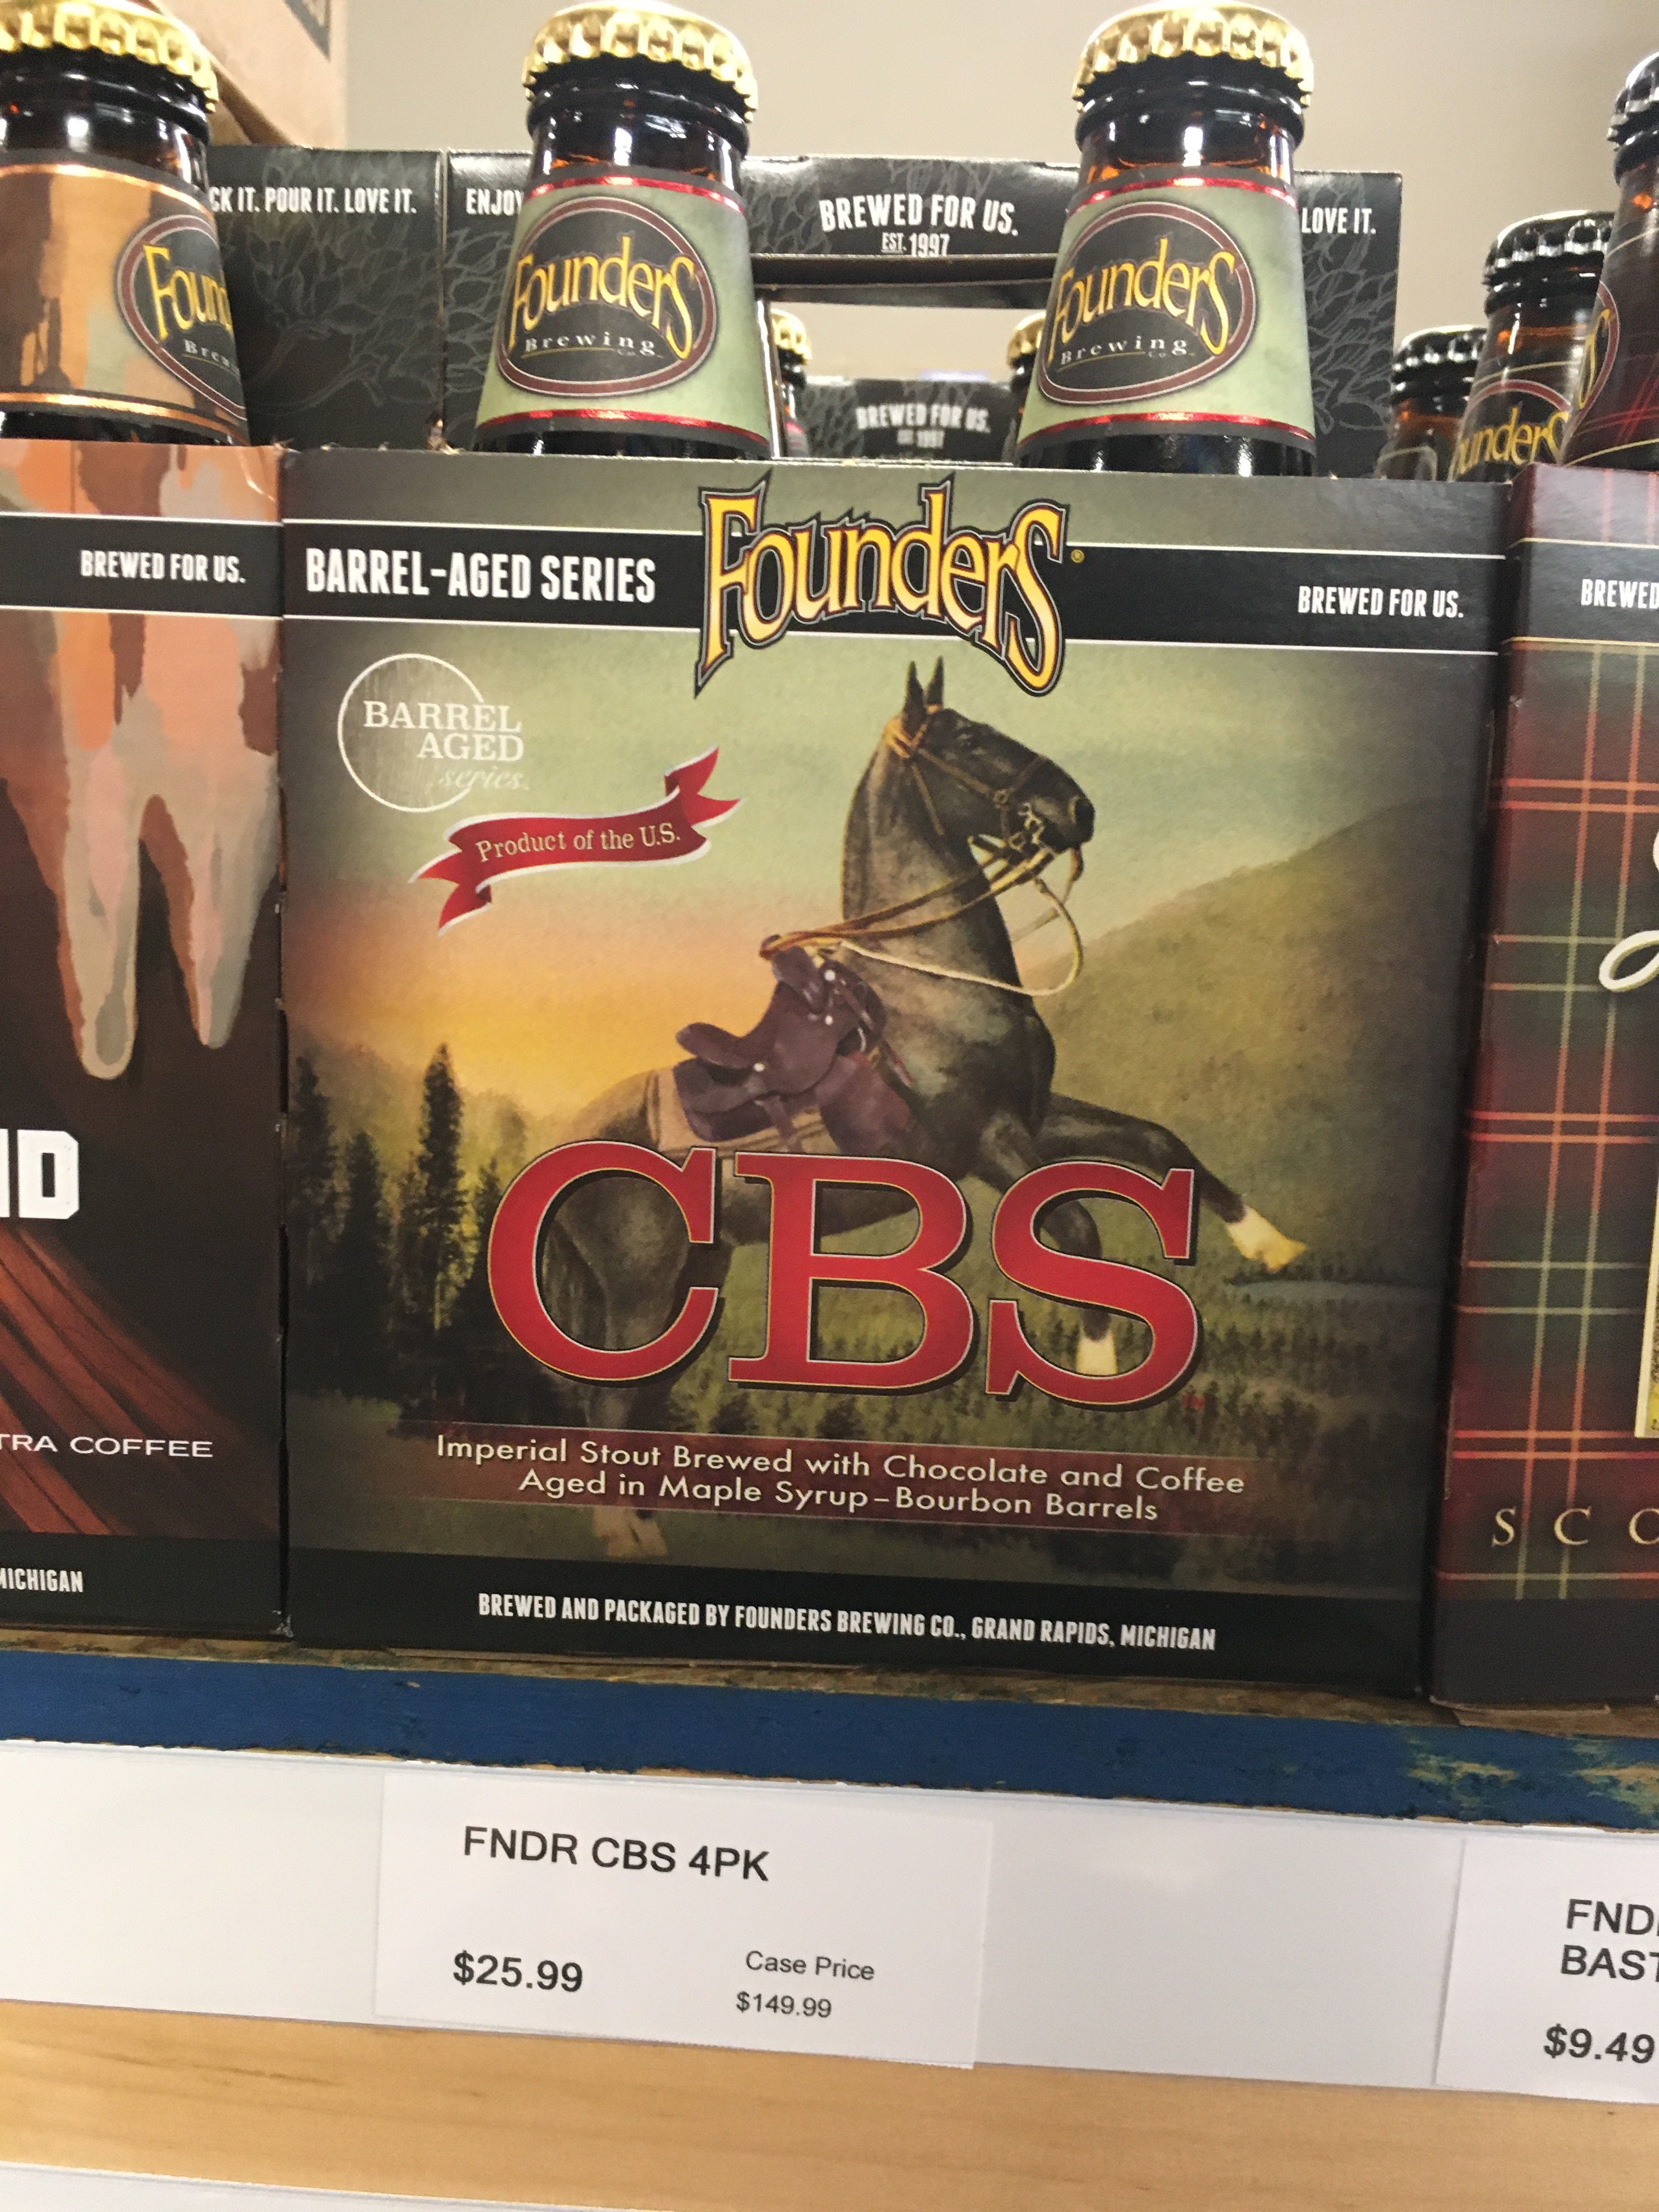 CK IT. POUR IT. LOVE IT.
ENJOY
BREWED FOR US.
EST. 1997
LOVE IT.
Founders
Brewing
Co
Founders
Brewing
Co
BREWED FOR US.
EST 1997
BREWED FOR US.
BARREL-AGED SERIES
Founders®
BREWED FOR US.
BREWED
BARREL
AGED
series
Product of the U.S.
CBS
Imperial Stout Brewed with Chocolate and Coffee
Aged in Maple Syrup–Bourbon Barrels
BREWED AND PACKAGED BY FOUNDERS BREWING CO., GRAND RAPIDS, MICHIGAN
TRA COFFEE
MICHIGAN
SCO
FNDR CBS 4PK
$25.99
Case Price
$149.99
BAST
$9.49